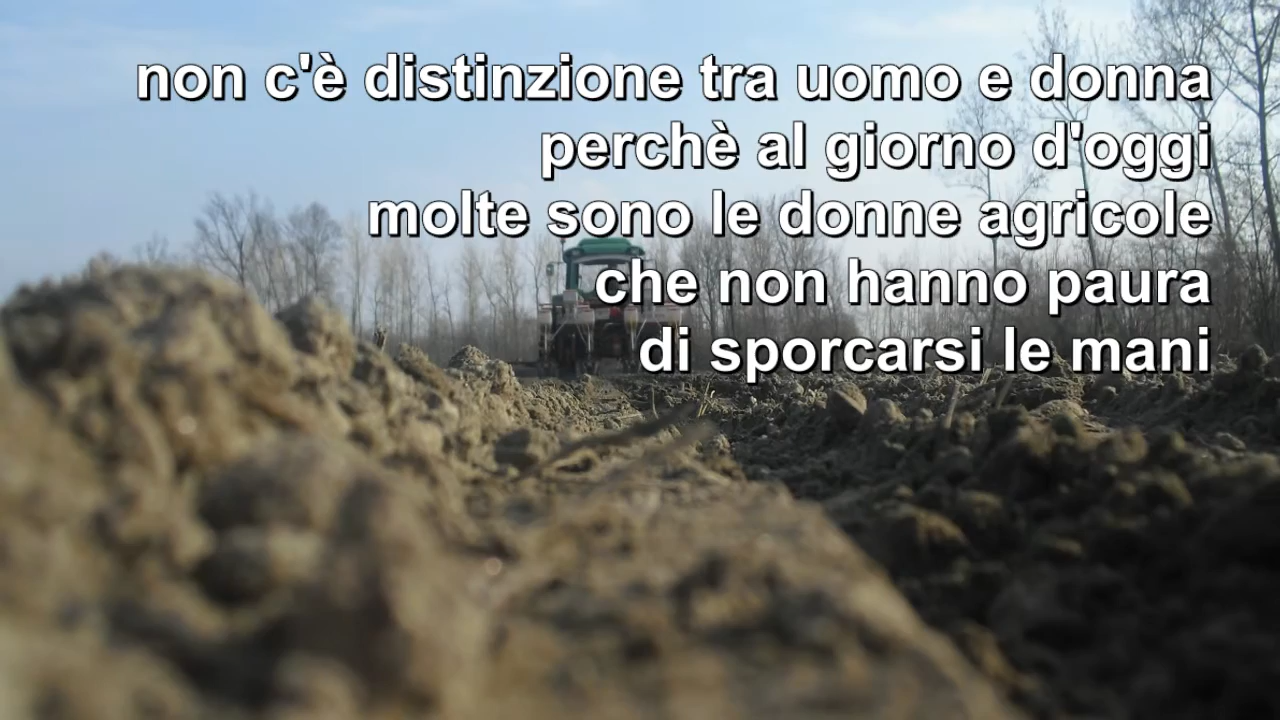 non c'è distinzione tra uomo e donna
perchè al giorno d'oggi
molte sono le donne agricole
che non hanno paura
di sporcarsi le mani